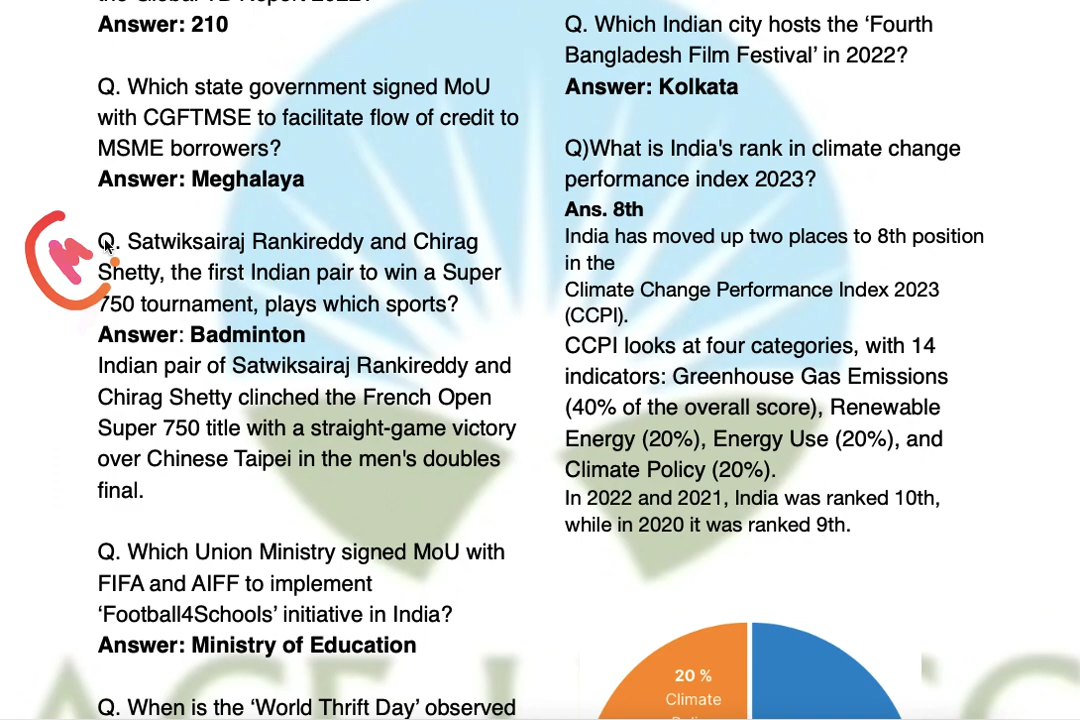 Answer: 210
Q. Which state government signed MoU
with CGFTMSE to facilitate flow of credit to
MSME borrowers?
Answer: Meghalaya
Q. Satwiksairaj Rankireddy and Chirag
Shetty, the first Indian pair to win a Super
750 tournament, plays which sports?
Answer: Badminton
Indian pair of Satwiksairaj Rankireddy and
Chirag Shetty clinched the French Open
Super 750 title with a straight-game victory
over Chinese Taipei in the men's doubles
final.
Q. Which Union Ministry signed MoU with
FIFA and AIFF to implement
‘Football4Schools’ initiative in India?
Answer: Ministry of Education
Q. When is the ‘World Thrift Day’ observed
Q. Which Indian city hosts the ‘Fourth
Bangladesh Film Festival’ in 2022?
Answer: Kolkata
Q)What is India's rank in climate change
performance index 2023?
Ans. 8th
India has moved up two places to 8th position
in the
Climate Change Performance Index 2023
(CCPI).
CCPI looks at four categories, with 14
indicators: Greenhouse Gas Emissions
(40% of the overall score), Renewable
Energy (20%), Energy Use (20%), and
Climate Policy (20%).
In 2022 and 2021, India was ranked 10th,
while in 2020 it was ranked 9th.
20 %
Climate